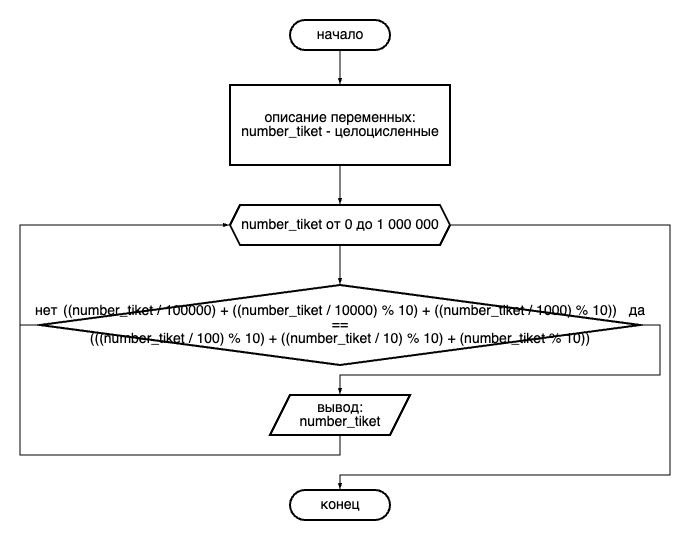 начало
описание переменных:
number_tiket - целоцисленные
number_tiket от 0 до 1 000 000
нет ((number_tiket / 100000) + ((number_tiket / 10000) % 10) + ((number_tiket / 1000) % 10)) да
==
(((number_tiket / 100) % 10) + ((number_tiket / 10) % 10) + (number_tiket % 10))
вывод:
number_tiket
конец